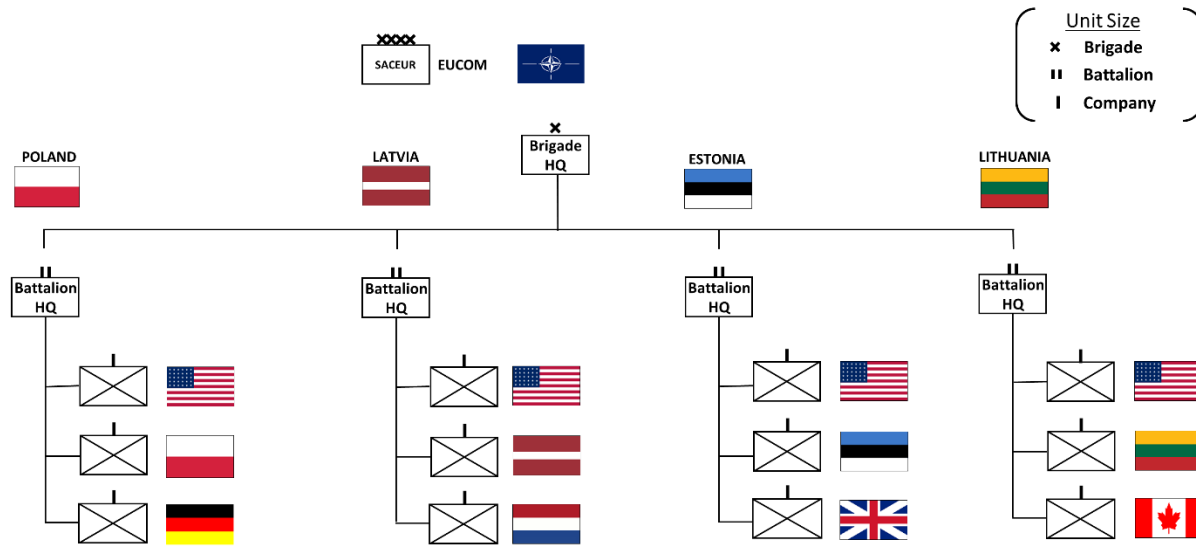 Unit Size
Brigade
Battalion
Company
SACEUR EUCOM
Brigade
HQ
POLAND
LATVIA
ESTONIA
LITHUANIA
Battalion
HQ
Battalion
HQ
Battalion
HQ
Battalion
HQ